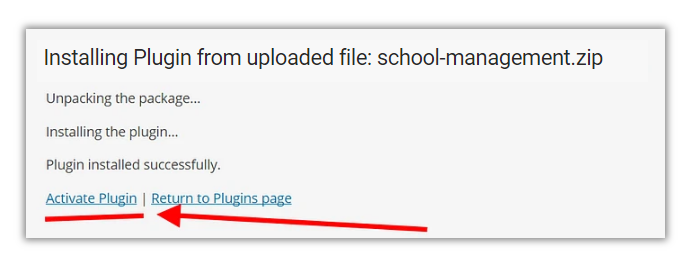 Installing Plugin from uploaded file: school-management.zip
Unpacking the package...
Installing the plugin...
Plugin installed successfully.
Activate Plugin | Return to Plugins page